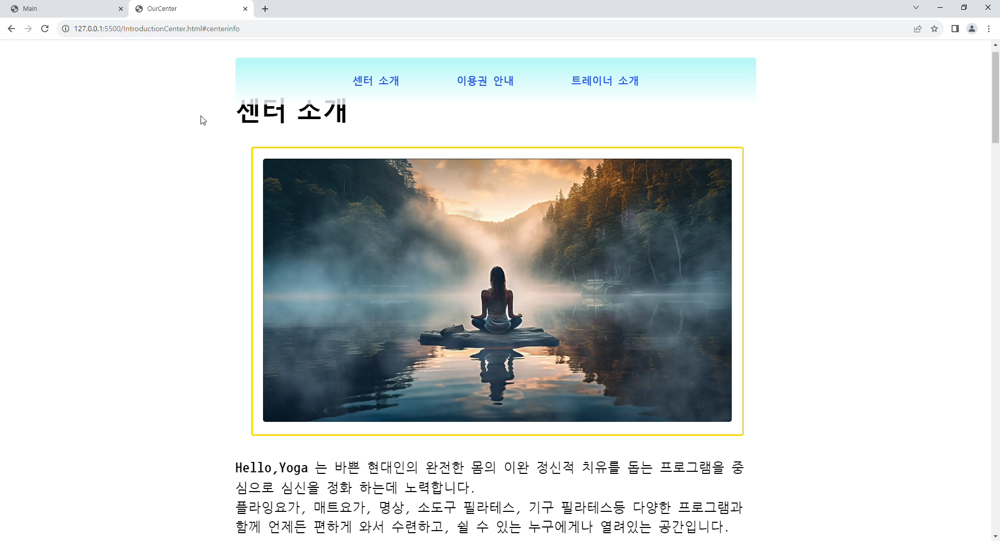 Main
OurCenter
127.0.0.1:5500/IntroductionCenter.html#centerinfo
센터 소개 이용권 안내 트레이너 소개
센터 소개
Hello,Yoga 는 바쁜 현대인의 완전한 몸의 이완 정신적 치유를 돕는 프로그램을 중
심으로 심신을 정화 하는데 노력합니다.
플라잉요가, 매트요가, 명상, 소도구 필라테스, 기구 필라테스등 다양한 프로그램과
함께 언제든 편하게 와서 수련하고, 쉴 수 있는 누구에게나 열려있는 공간입니다.